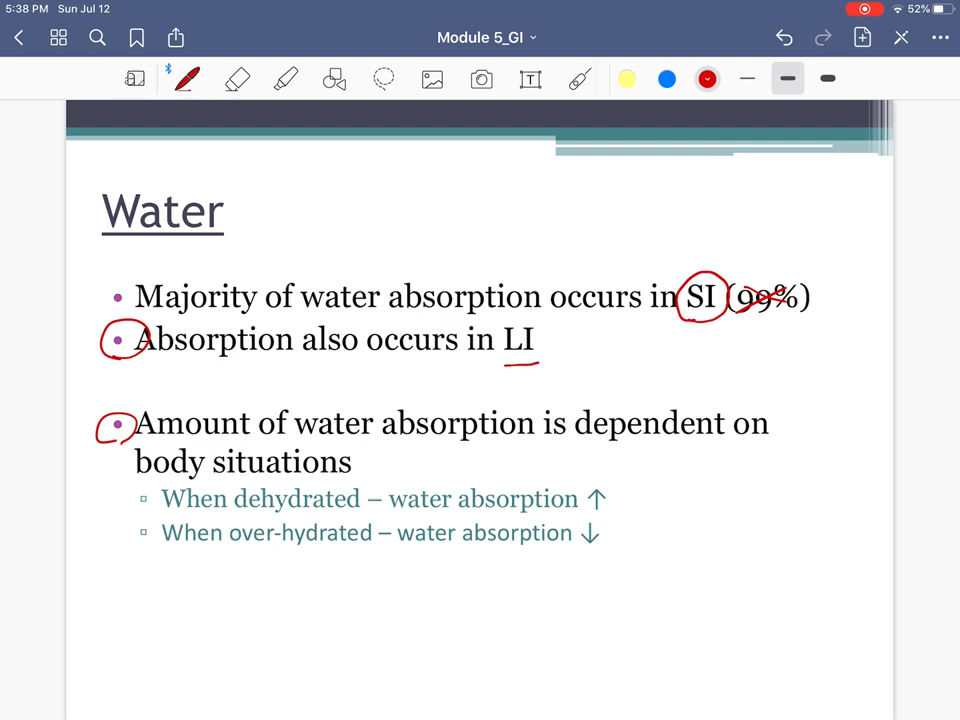 5:38 PM Sun Jul 12 52%
Module 5_GI
Water
• Majority of water absorption occurs in SI (99%)
• Absorption also occurs in LI
• Amount of water absorption is dependent on
body situations
▫ When dehydrated – water absorption ↑
▫ When over-hydrated – water absorption ↓